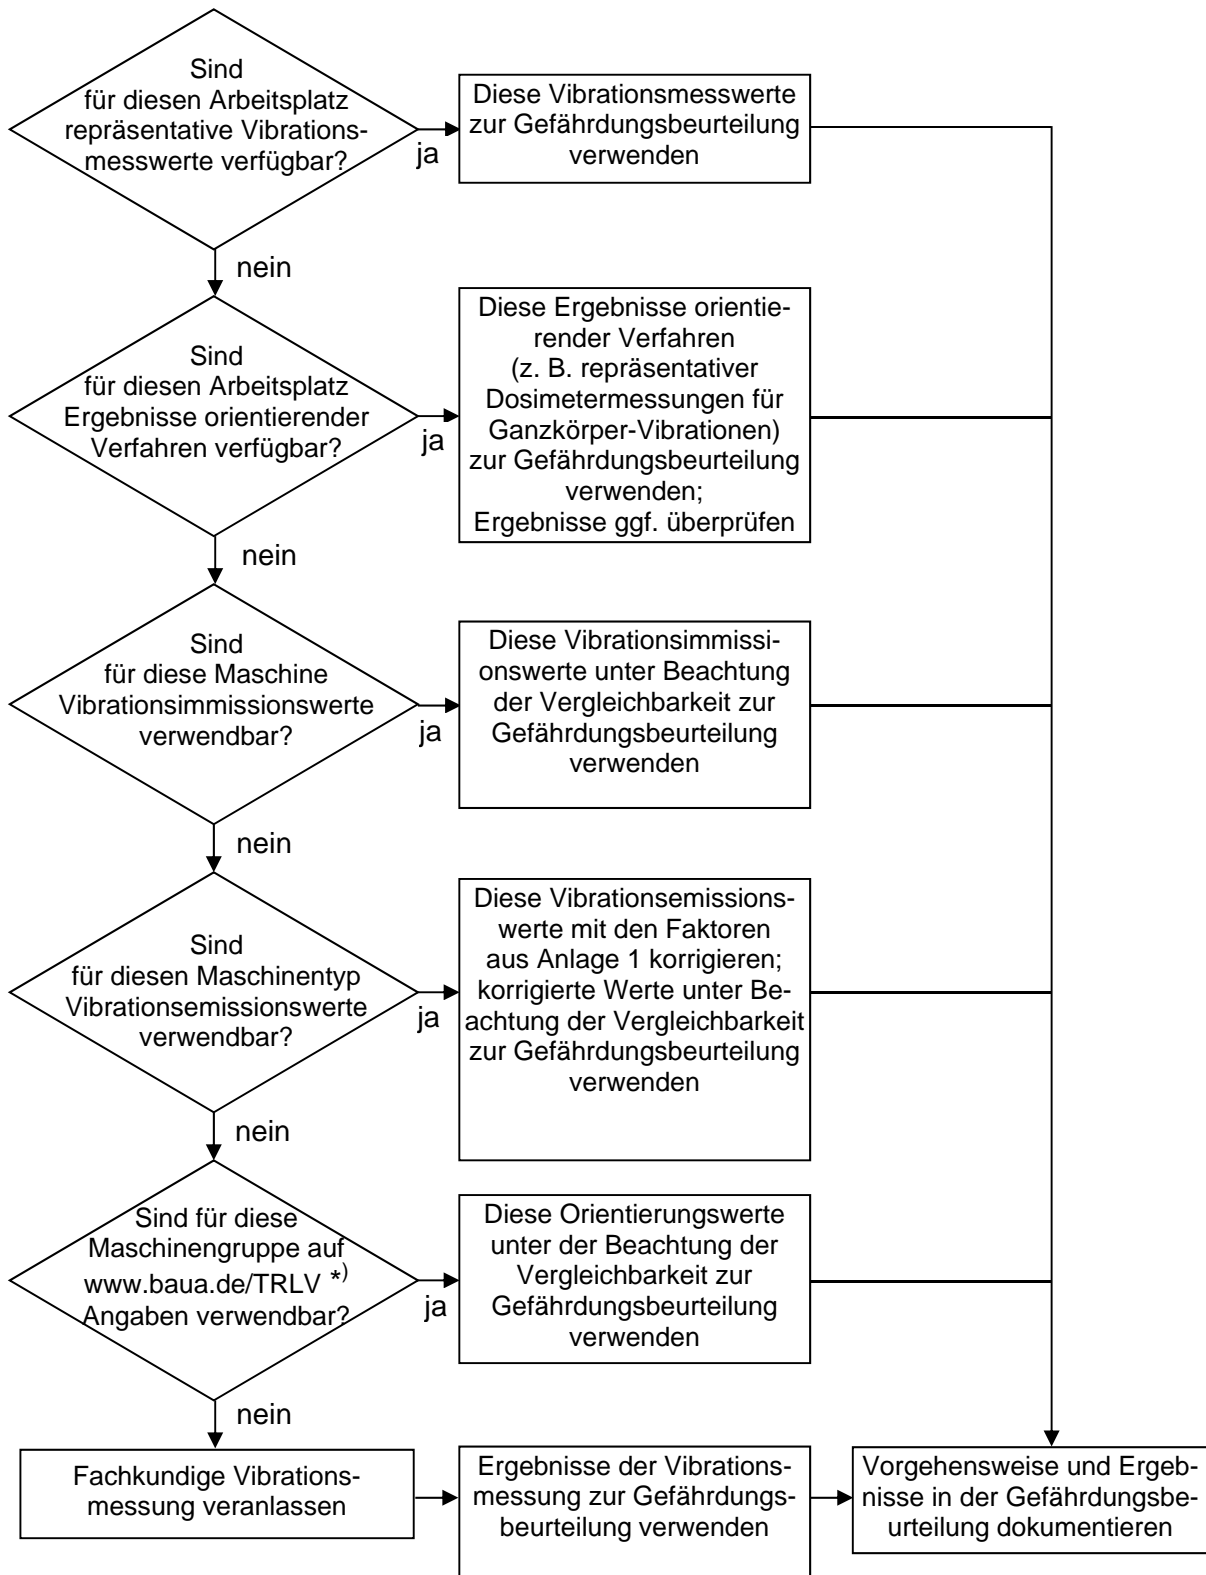 Sind
für diesen Arbeitsplatz
repräsentative Vibrations-
messwerte verfügbar?
ja
Diese Vibrationsmesswerte
zur Gefährdungsbeurteilung
verwenden
nein
Sind
für diesen Arbeitsplatz
Ergebnisse orientierender
Verfahren verfügbar?
ja
Diese Ergebnisse orientie-
render Verfahren
(z. B. repräsentativer
Dosimetermessungen für
Ganzkörper-Vibrationen)
zur Gefährdungsbeurteilung
verwenden;
Ergebnisse ggf. überprüfen
nein
Sind
für diese Maschine
Vibrationsimmissionswerte
verwendbar?
ja
Diese Vibrationsimmissi-
onswerte unter Beachtung
der Vergleichbarkeit zur
Gefährdungsbeurteilung
verwenden
nein
Sind
für diesen Maschinentyp
Vibrationsemissionswerte
verwendbar?
ja
Diese Vibrationsemissions-
werte mit den Faktoren
aus Anlage 1 korrigieren;
korrigierte Werte unter Be-
achtung der Vergleichbarkeit
zur Gefährdungsbeurteilung
verwenden
nein
Sind für diese
Maschinengruppe auf
www.baua.de/TRLV *)
Angaben verwendbar?
ja
Diese Orientierungswerte
unter der Beachtung der
Vergleichbarkeit zur
Gefährdungsbeurteilung
verwenden
nein
Fachkundige Vibrations-
messung veranlassen
Ergebnisse der Vibrations-
messung zur Gefährdungs-
beurteilung verwenden
Vorgehensweise und Ergeb-
nisse in der Gefährdungsbe-
urteilung dokumentieren